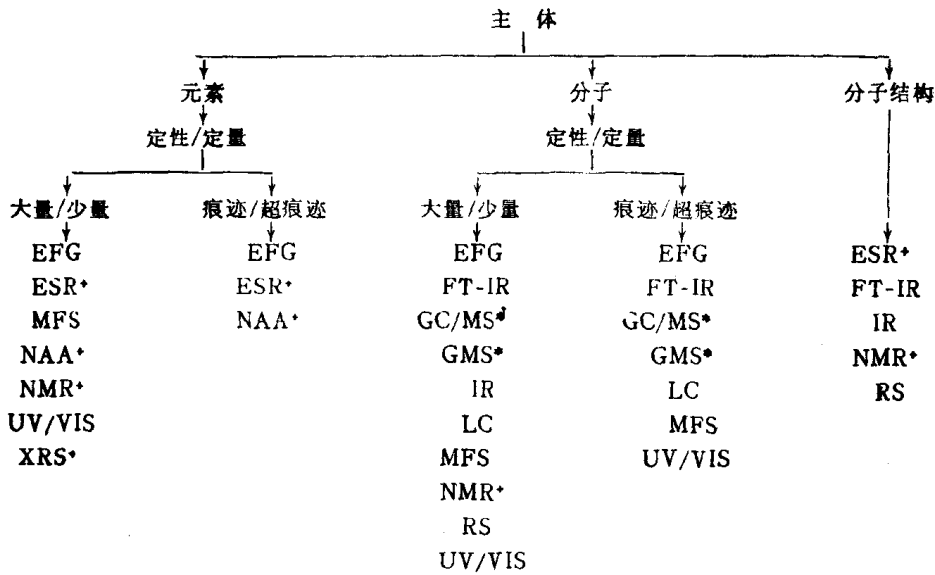 主 体
元素 分子 分子结构
定性/定量 定性/定量
大量/少量 痕迹/超痕迹 大量/少量 痕迹/超痕迹
EFG EFG EFG EFG ESR+
ESR+ ESR+ FT-IR FT-IR FT-IR
MFS NAA+ GC/MS* GC/MS* IR
NAA+ GMS* GMS* NMR+
NMR+ IR LC RS
UV/VIS LC MFS
XRS+ MFS UV/VIS
NMR+
RS
UV/VIS